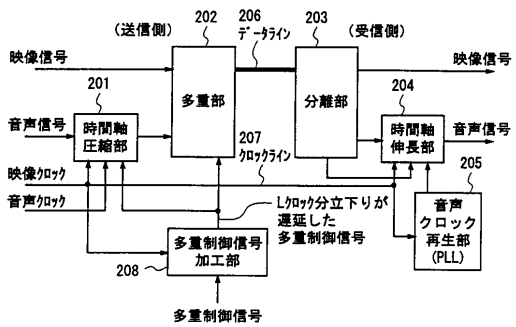 202
206
203
(送信側)
データライン
(受信側)
映像信号
映像信号
201
多重部
分離部
204
音声信号
時間軸
圧縮部
207
時間軸
伸長部
音声信号
映像クロック
クロックライン
205
音声クロック
Lクロック分立下りが
遅延した
多重制御信号
音声
クロック
再生部
(PLL)
多重制御信号
加工部
208
多重制御信号